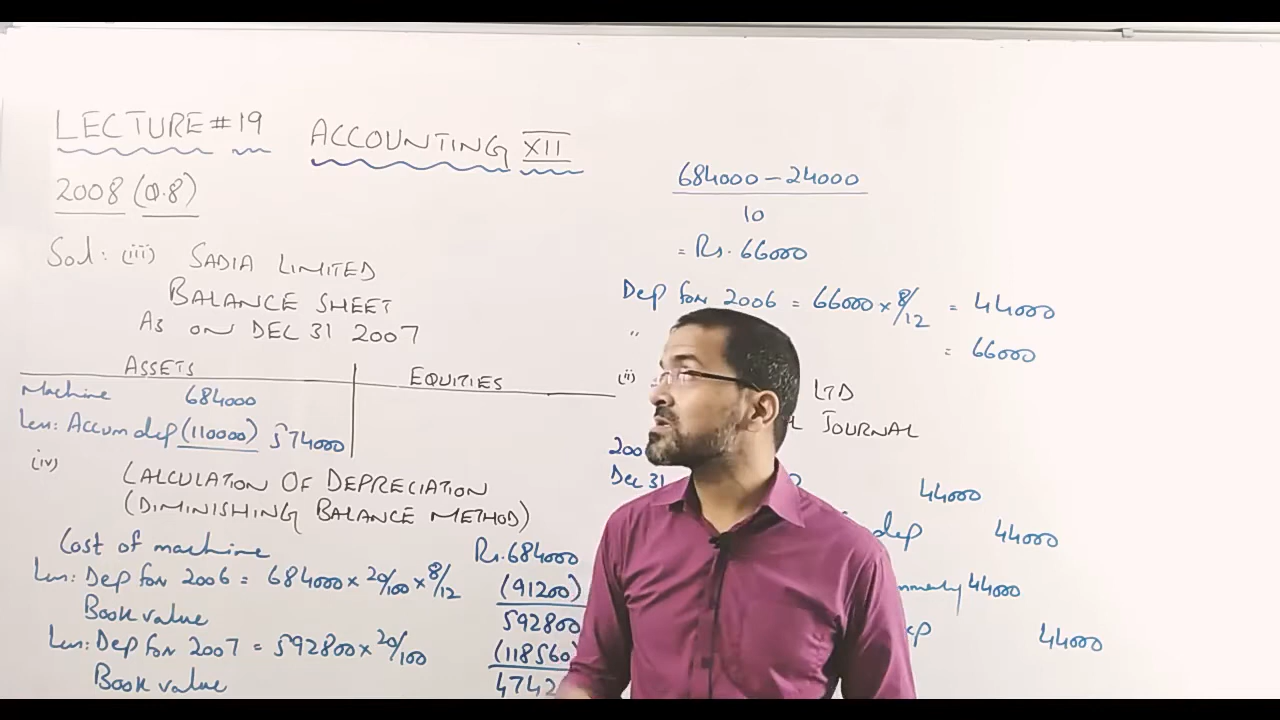 LECTURE #19 ACCOUNTING XII
2008 (Q.8)
Sol: (iii) SADIA LIMITED
BALANCE SHEET
AS ON DEC 31 2007
ASSETS EQUITIES
Machine 684000
Less: Accum dep (110000) 574000
(iv) CALCULATION OF DEPRECIATION
(DIMINISHING BALANCE METHOD)
Cost of machine Rs. 684000
Less: Dep for 2006 = 684000 × 20/100 × 8/12 (91200)
Book value 592800
Less: Dep for 2007 = 592800 × 20/100 (118560)
Book value
684000 - 24000
10
= Rs. 66000
Dep for 2006 = 66000 × 8/12 = 44000
" = 66000
(ii) LTD
JOURNAL
Dec 31 44000
dep 44000
44000
44000